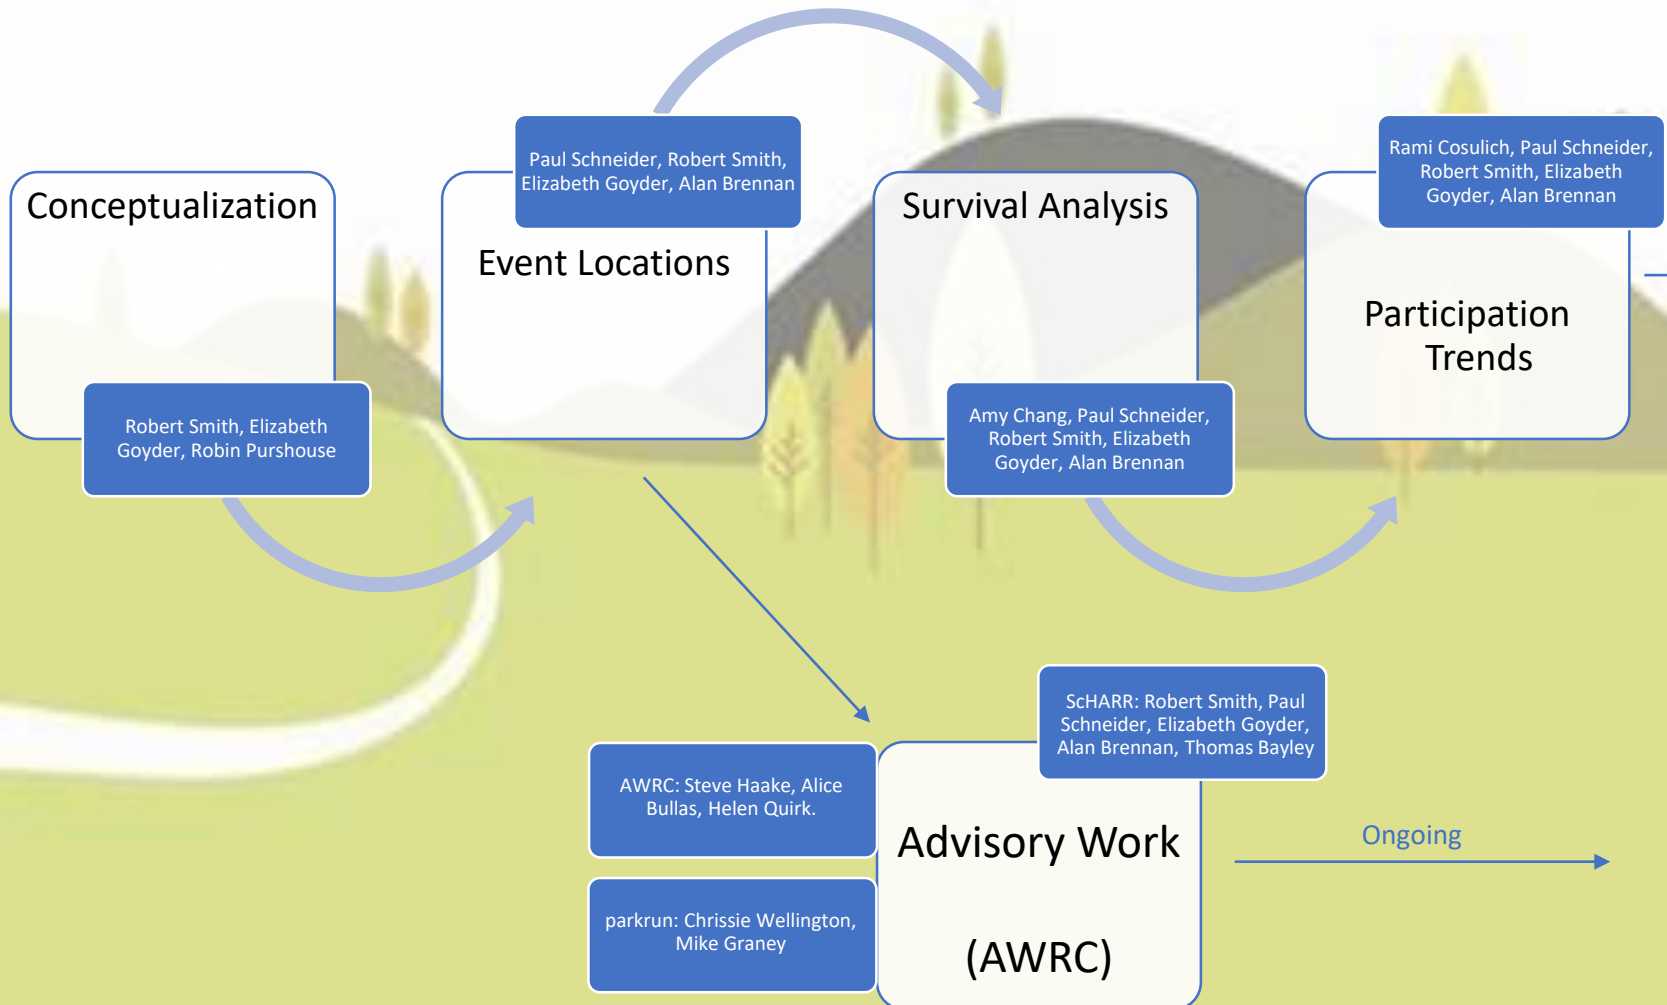 Conceptualization
Robert Smith, Elizabeth
Goyder, Robin Purshouse
Paul Schneider, Robert Smith,
Elizabeth Goyder, Alan Brennan
Event Locations
Survival Analysis
Amy Chang, Paul Schneider,
Robert Smith, Elizabeth
Goyder, Alan Brennan
Rami Cosulich, Paul Schneider,
Robert Smith, Elizabeth
Goyder, Alan Brennan
Participation
Trends
ScHARR: Robert Smith, Paul
Schneider, Elizabeth Goyder,
Alan Brennan, Thomas Bayley
AWRC: Steve Haake, Alice
Bullas, Helen Quirk.
parkrun: Chrissie Wellington,
Mike Graney
Advisory Work
(AWRC)
Ongoing